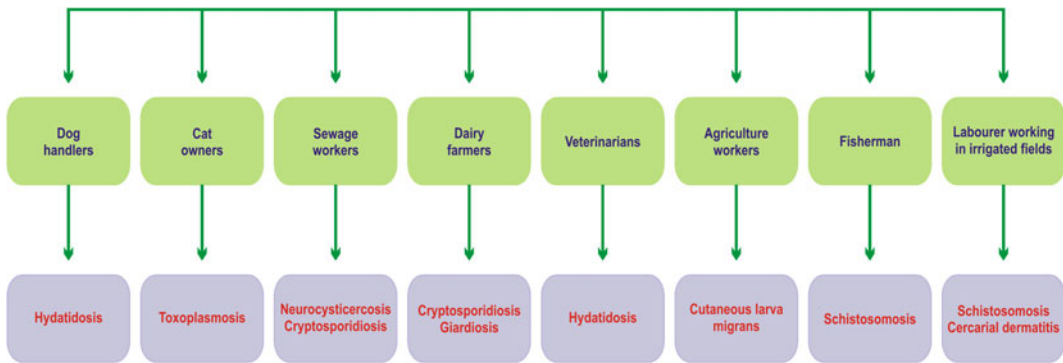 Dog
handlers
Cat
owners
Sewage
workers
Dairy
farmers
Veterinarians
Agriculture
workers
Fisherman
Labourer working
in irrigated fields
Hydatidosis
Toxoplasmosis
Neurocysticercosis
Cryptosporidiosis
Cryptosporidiosis
Giardiosis
Hydatidosis
Cutaneous larva
migrans
Schistosomosis
Schistosomosis
Cercarial dermatitis